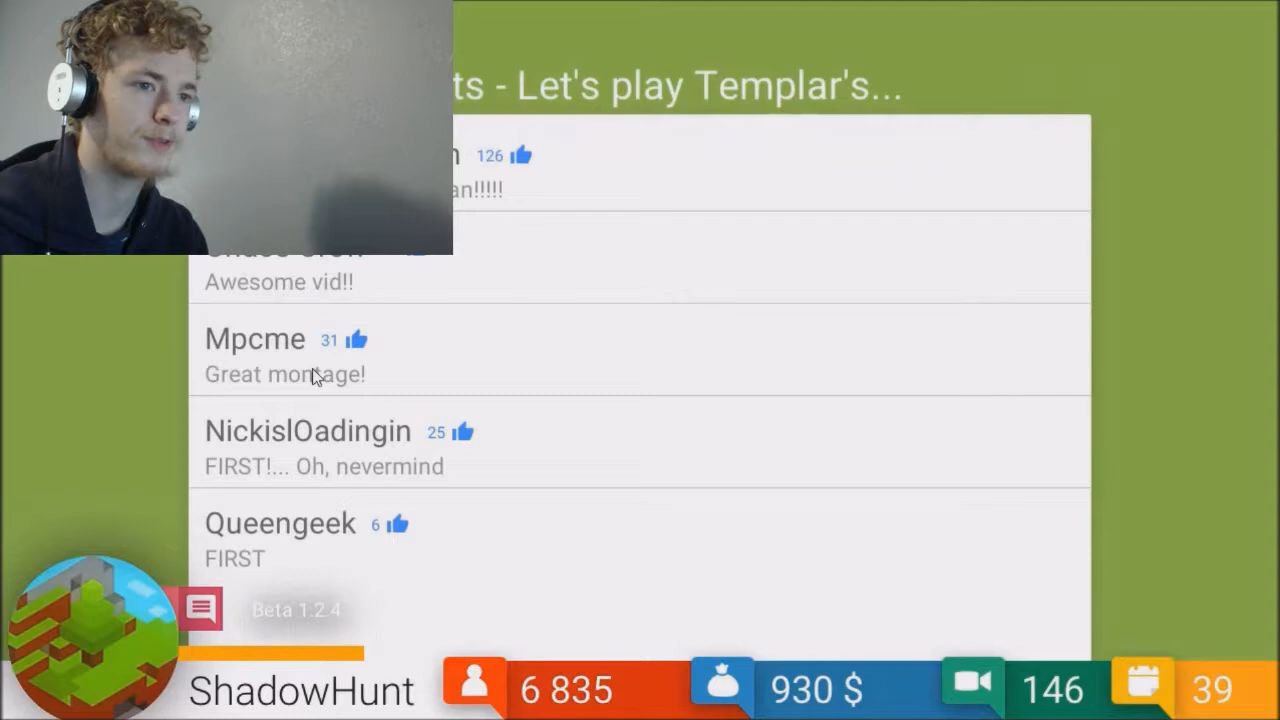 ts - Let's play Templar's...
126
an!!!!!
Awesome vid!!
Mpcme 31
Great montage!
NickislOadingin 25
FIRST!... Oh, nevermind
Queengeek 6
FIRST
Beta 1.2.4
ShadowHunt 6 835 930 $ 146 39